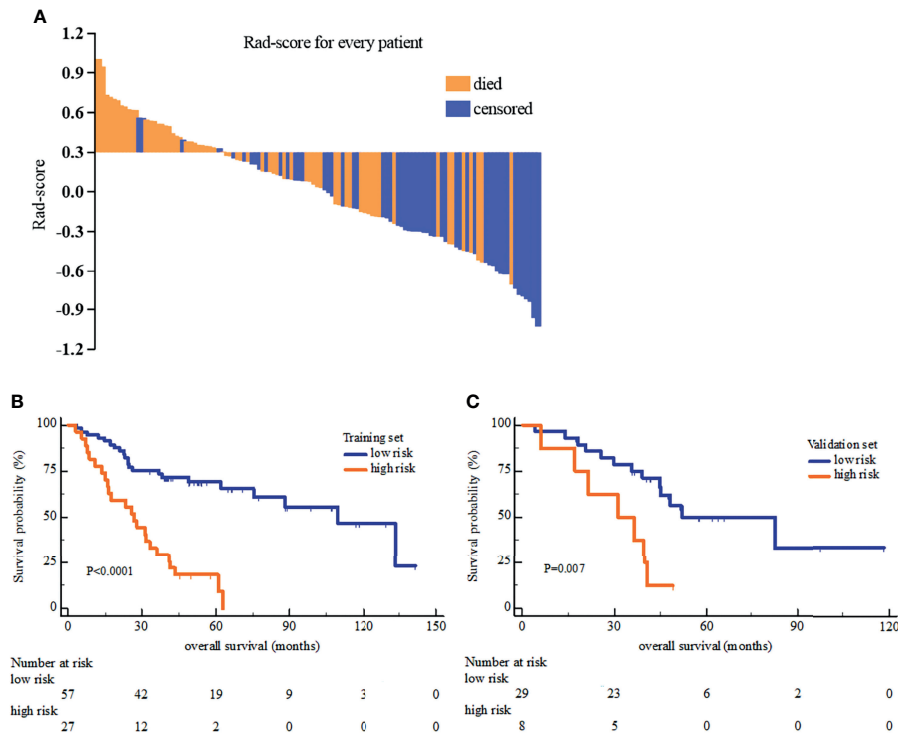 A
Rad-score for every patient
died
censored
Rad-score
1.2
0.9
0.6
0.3
0.0
-0.3
-0.6
-0.9
-1.2
B
Training set
low risk
high risk
Survival probability (%)
100
75
50
25
0
P<0.0001
0 30 60 90 120 150
overall survival (months)
Number at risk
low risk
57 42 19 9 3 0
high risk
27 12 2 0 0 0
C
Validation set
low risk
high risk
Survival probability (%)
100
75
50
25
0
P=0.007
0 30 60 90 120
overall survival (months)
Number at risk
low risk
29 23 6 2 0
high risk
8 5 0 0 0